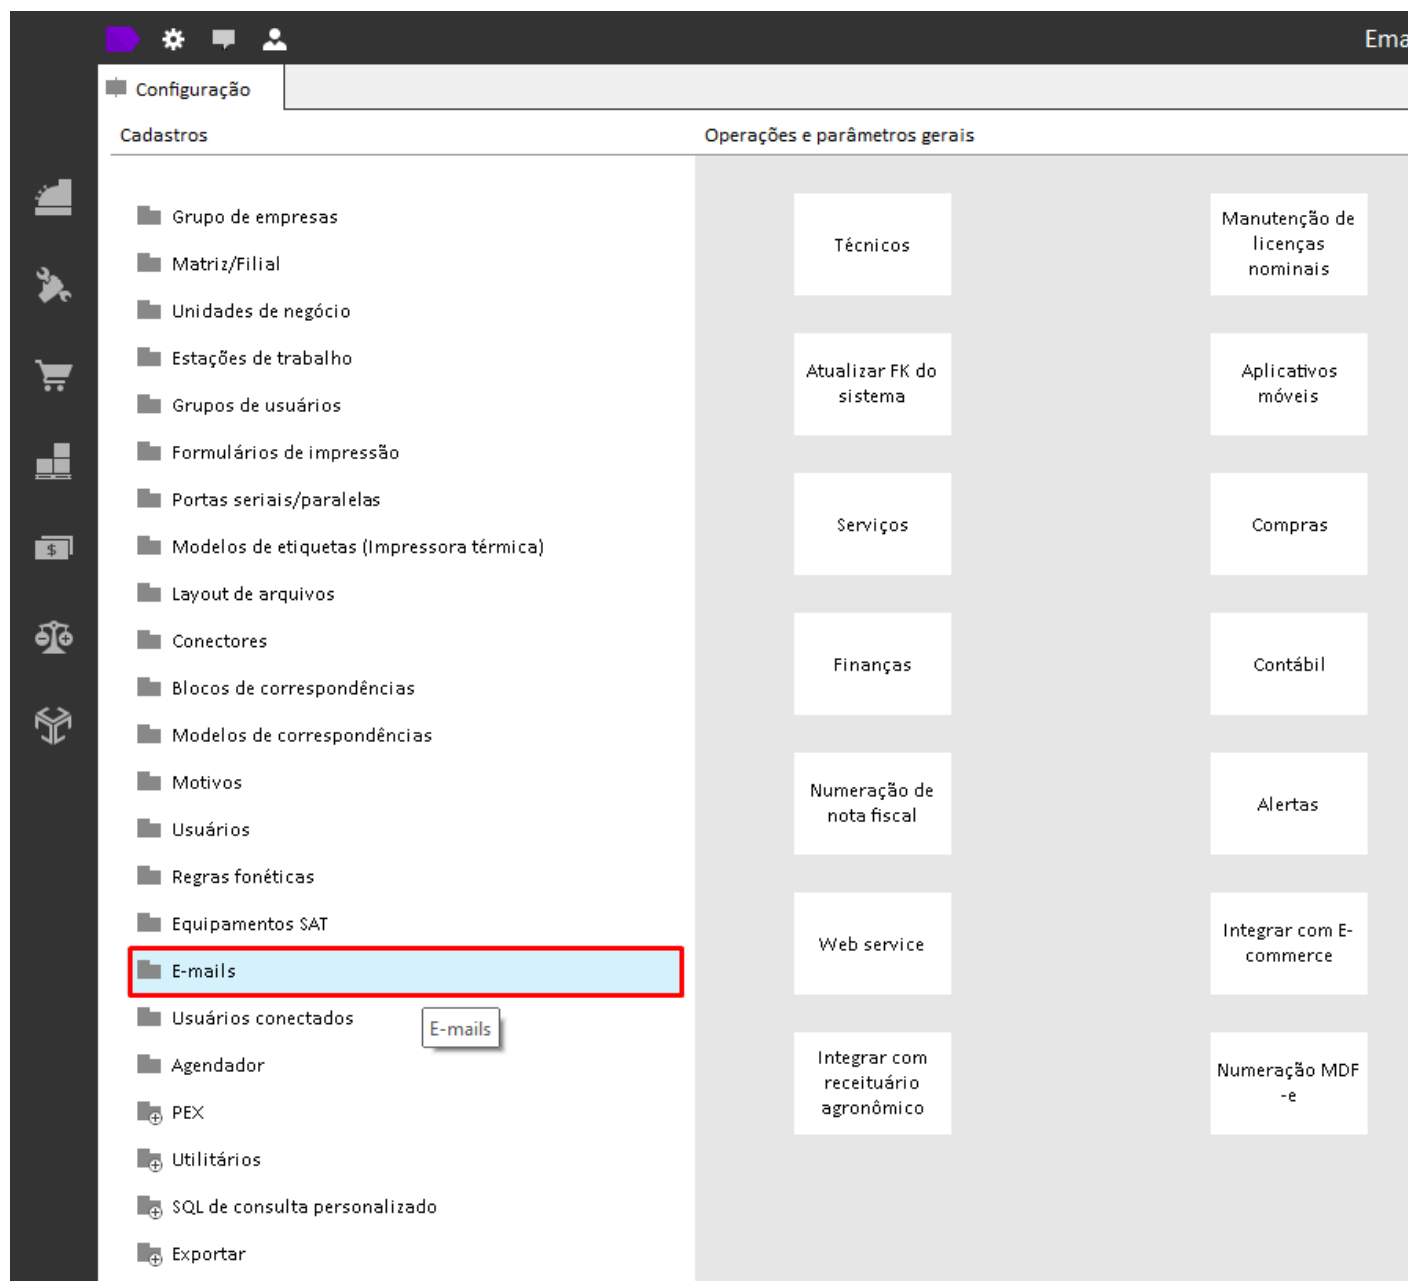 Ema
Configuração
Cadastros
Operações e parâmetros gerais
Grupo de empresas
Matriz/Filial
Unidades de negócio
Estações de trabalho
Grupos de usuários
Formulários de impressão
Portas seriais/paralelas
Modelos de etiquetas (Impressora térmica)
Layout de arquivos
Conectores
Blocos de correspondências
Modelos de correspondências
Motivos
Usuários
Regras fonéticas
Equipamentos SAT
E-mails
Usuários conectados
E-mails
Agendador
PEX
Utilitários
SQL de consulta personalizado
Exportar
Técnicos
Manutenção de
licenças
nominais
Atualizar FK do
sistema
Aplicativos
móveis
Serviços
Compras
Finanças
Contábil
Numeração de
nota fiscal
Alertas
Web service
Integrar com E-
commerce
Integrar com
receituário
agronômico
Numeração MDF
-e